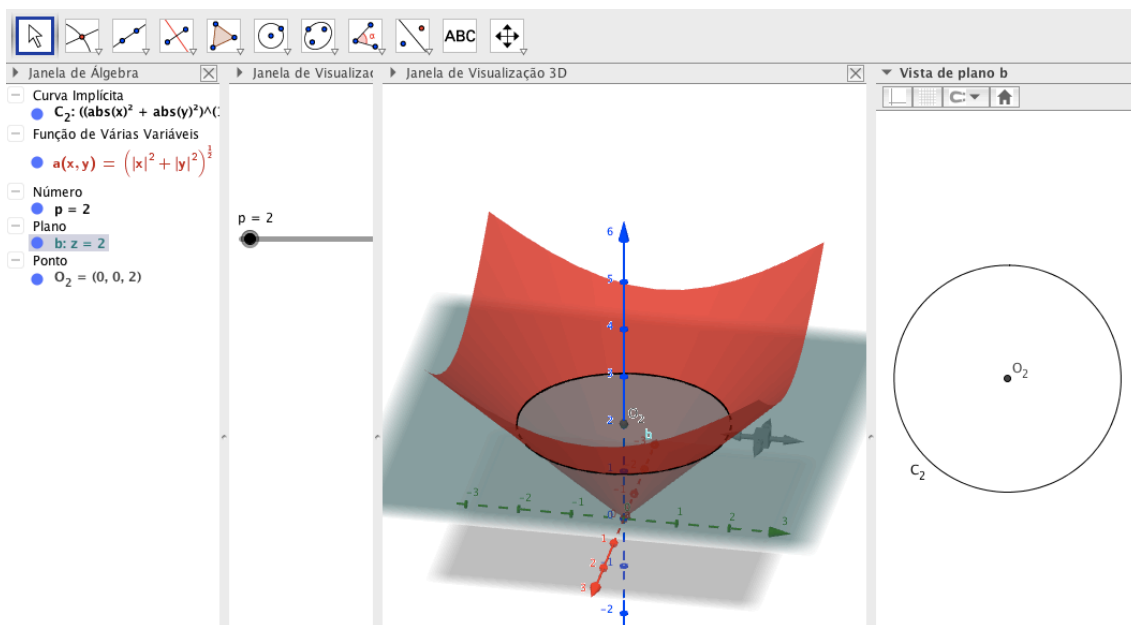 ABC
Janela de Álgebra
Janela de Visualizaç
Janela de Visualização 3D
Vista de plano b
Curva Implícita
C₂: ((abs(x)² + abs(y)²)^(
Função de Várias Variáveis
a(x,y) = (|x|² + |y|²)^½
Número
p = 2
Plano
b: z = 2
Ponto
O₂ = (0, 0, 2)
p = 2
α
6
5
4
3
2
C₂
b
1
0
-3
-2
-1
1
2
3
1
2
3
-1
-2
O₂
C₂